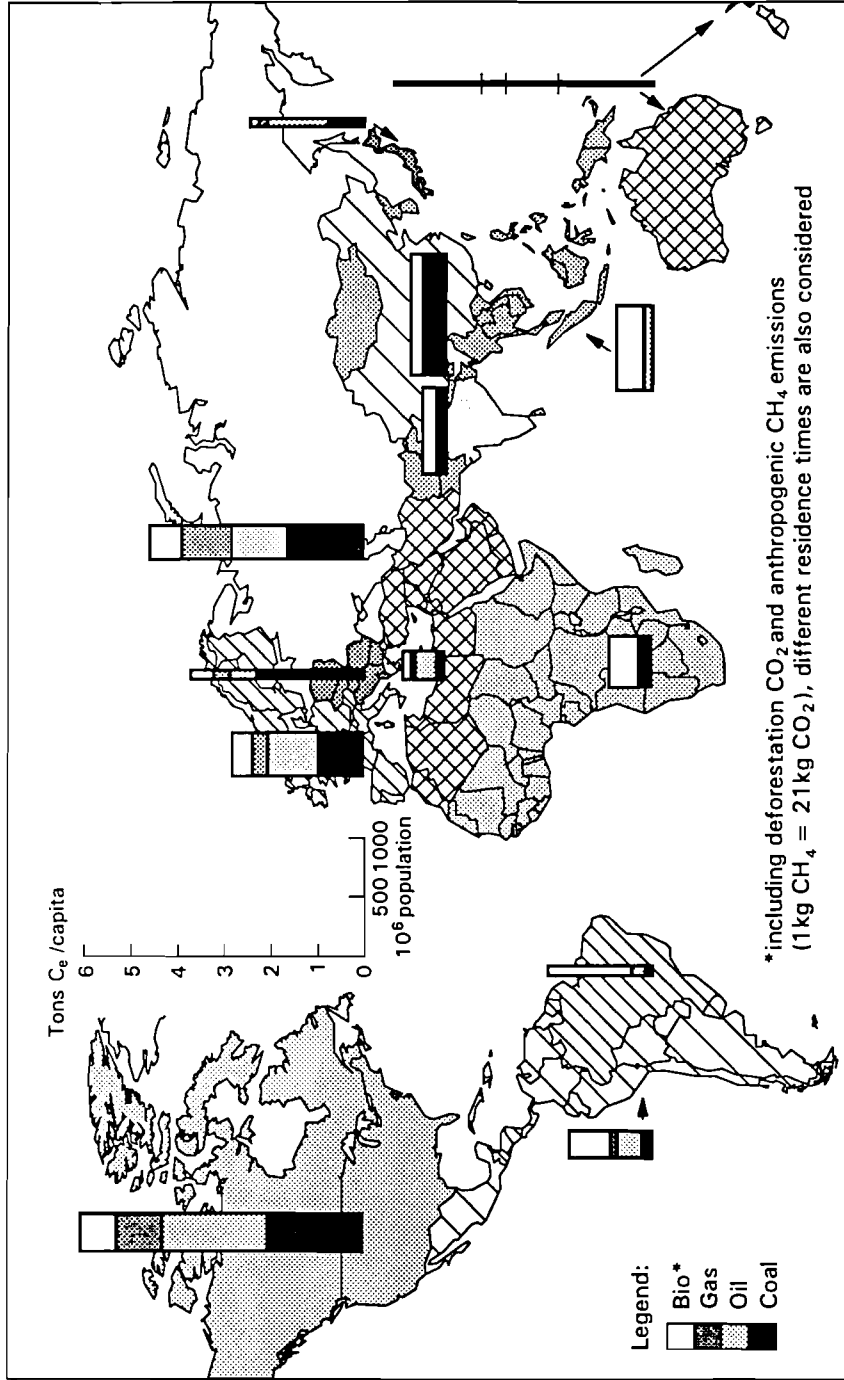 Tons Cₑ /capita
6
5
4
3
2
1
0
500 1000
10⁶ population
Legend:
Bio*
Gas
Oil
Coal
*including deforestation CO₂ and anthropogenic CH₄ emissions
(1kg CH₄ = 21kg CO₂), different residence times are also considered